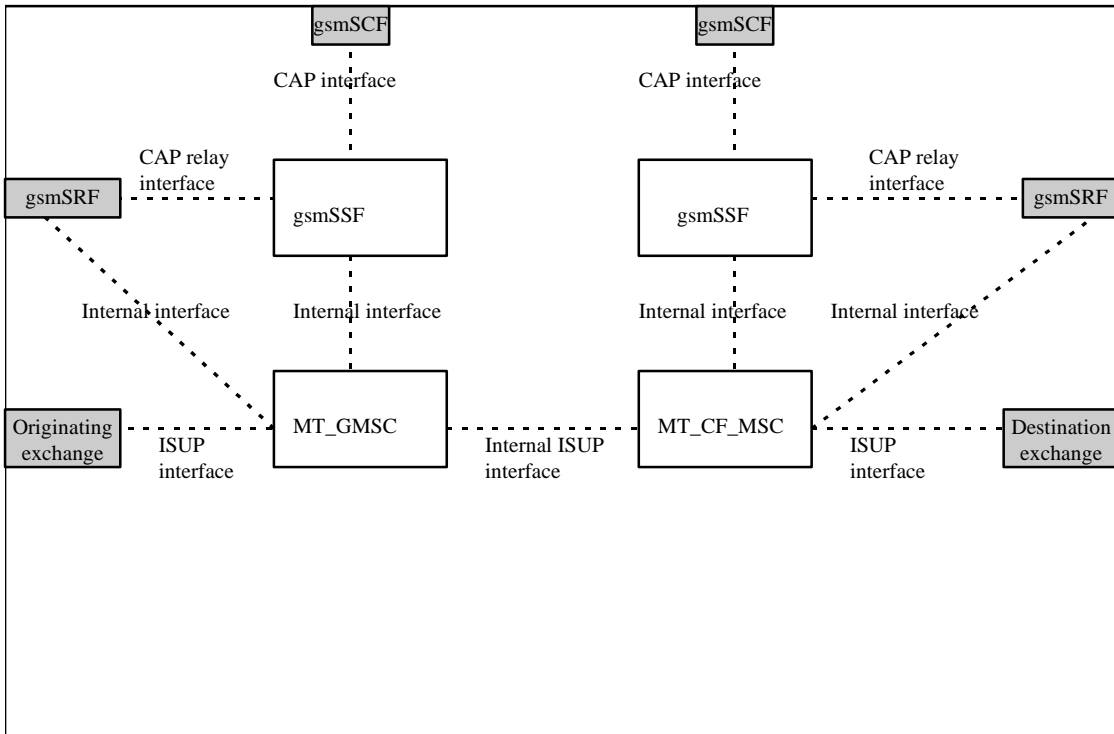 gsmSCF
gsmSCF
CAP interface
CAP interface
CAP relay
interface
CAP relay
interface
gsmSRF
gsmSSF
gsmSSF
gsmSRF
Internal interface
Internal interface
Internal interface
Internal interface
Originating
exchange
ISUP
interface
MT_GMSC
Internal ISUP
interface
MT_CF_MSC
ISUP
interface
Destination
exchange